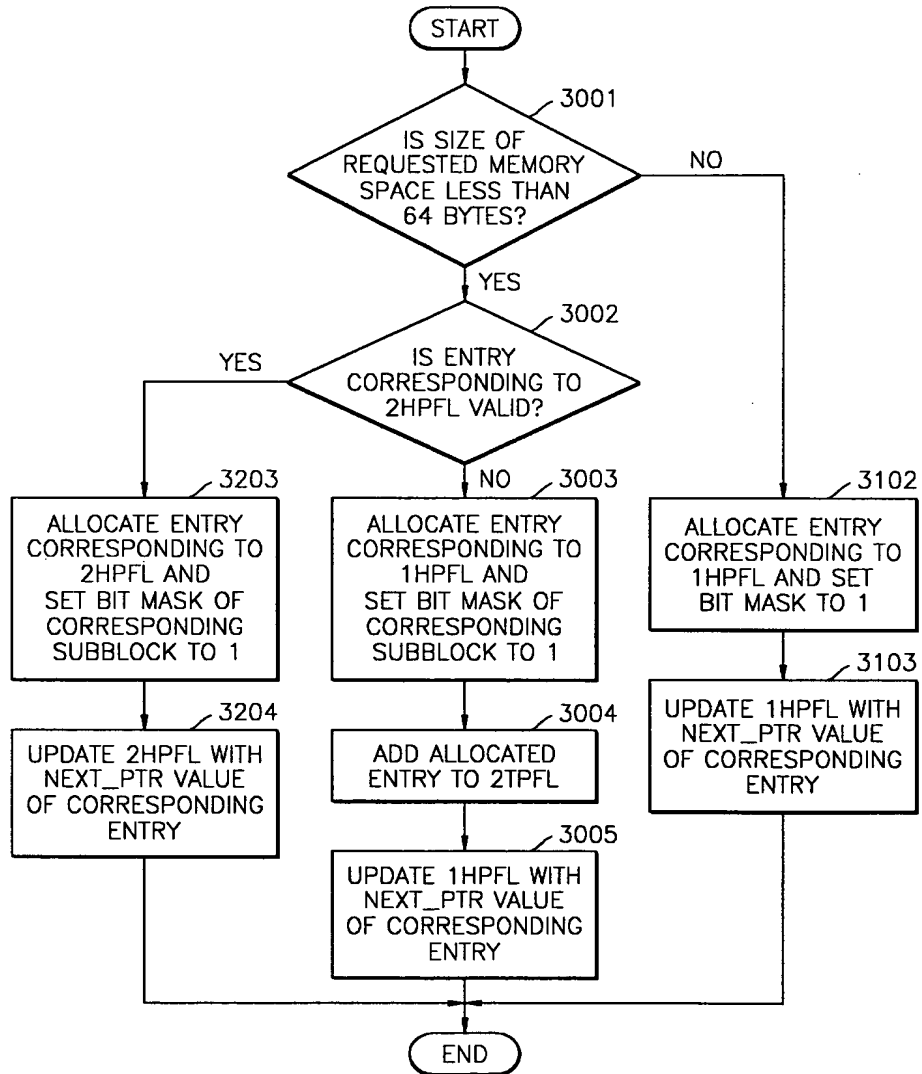 START
3001
IS SIZE OF
REQUESTED MEMORY
SPACE LESS THAN
64 BYTES?
NO
YES
3002
IS ENTRY
CORRESPONDING TO
2HPFL VALID?
YES
NO
3203
ALLOCATE ENTRY
CORRESPONDING TO
2HPFL AND
SET BIT MASK OF
CORRESPONDING
SUBBLOCK TO 1
3204
UPDATE 2HPFL WITH
NEXT_PTR VALUE
OF CORRESPONDING
ENTRY
3003
ALLOCATE ENTRY
CORRESPONDING TO
1HPFL AND
SET BIT MASK OF
CORRESPONDING
SUBBLOCK TO 1
3004
ADD ALLOCATED
ENTRY TO 2TPFL
3005
UPDATE 1HPFL WITH
NEXT_PTR VALUE
OF CORRESPONDING
ENTRY
3102
ALLOCATE ENTRY
CORRESPONDING TO
1HPFL AND SET
BIT MASK TO 1
3103
UPDATE 1HPFL WITH
NEXT_PTR VALUE
OF CORRESPONDING
ENTRY
END